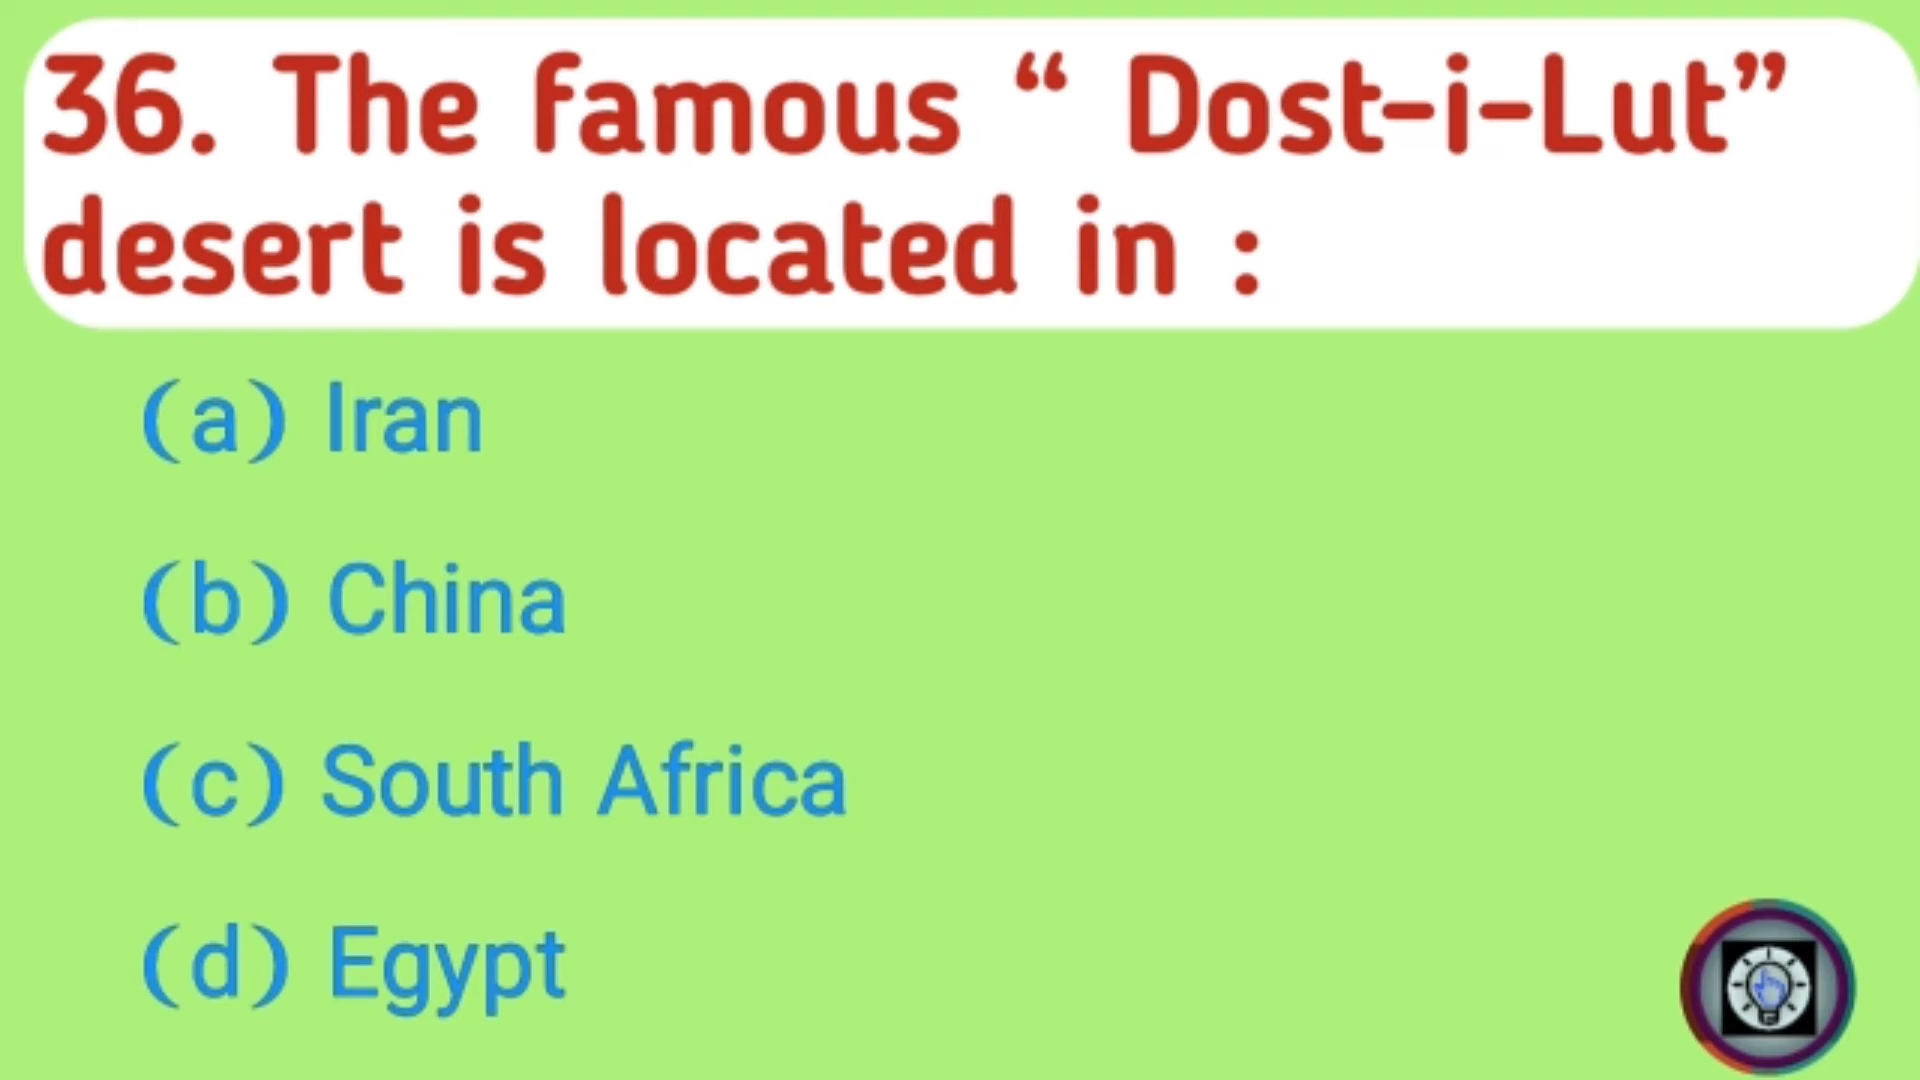 36. The famous “ Dost-i-Lut”
desert is located in :
(a) Iran
(b) China
(c) South Africa
(d) Egypt